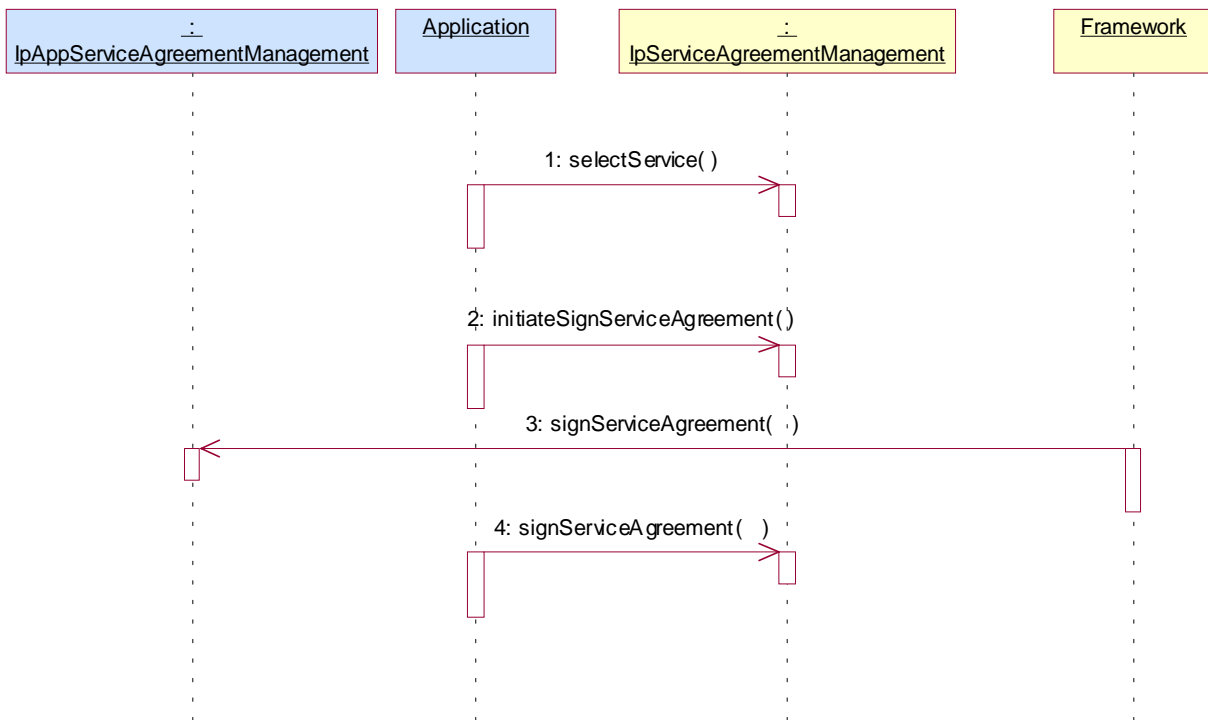 :
IpAppServiceAgreementManagement
Application
:
IpServiceAgreementManagement
Framework
1: selectService( )
2: initiateSignServiceAgreement( )
3: signServiceAgreement( )
4: signServiceAgreement( )